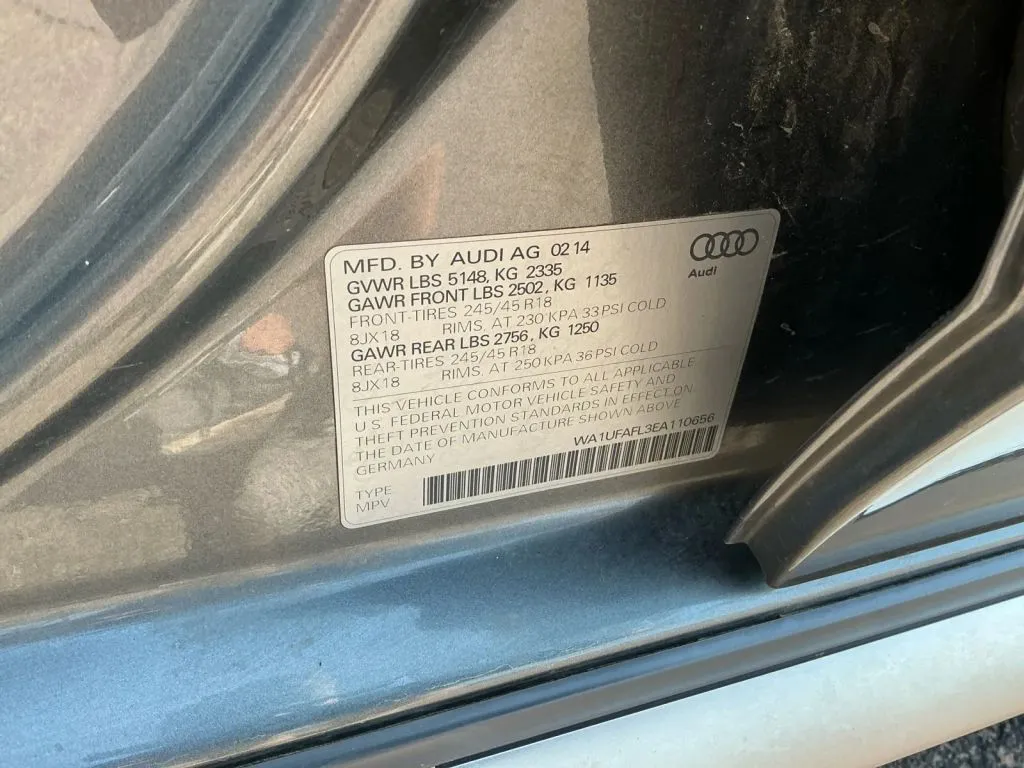 MFD. BY AUDI AG 02 14
GVWR LBS 5148, KG 2335
GAWR FRONT LBS 2502, KG 1135
FRONT-TIRES 245/45 R18
8JX18 RIMS, AT 230 KPA 33 PSI COLD
GAWR REAR LBS 2756, KG 1250
REAR-TIRES 245/45 R18
8JX18 RIMS, AT 250 KPA 36 PSI COLD
THIS VEHICLE CONFORMS TO ALL APPLICABLE
U.S. FEDERAL MOTOR VEHICLE SAFETY AND
THEFT PREVENTION STANDARDS IN EFFECT ON
THE DATE OF MANUFACTURE SHOWN ABOVE
GERMANY WA1UFAFL3EA110656
TYPE
MPV
Audi